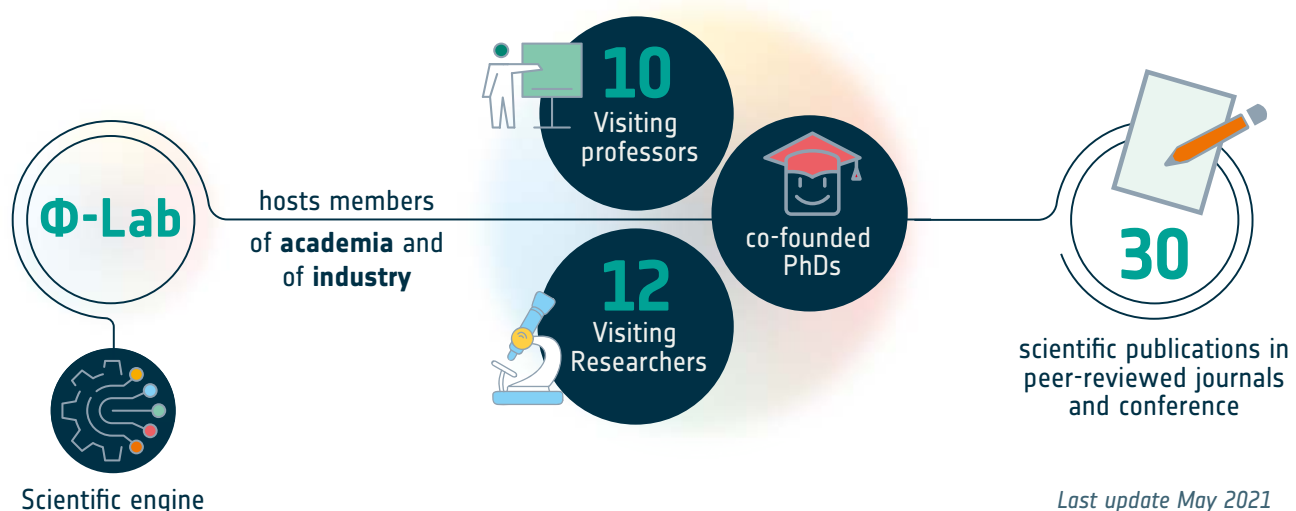 Φ-Lab
Scientific engine
hosts members
of academia and
of industry
10
Visiting
professors
12
Visiting
Researchers
co-founded
PhDs
30
scientific publications in
peer-reviewed journals
and conference
Last update May 2021